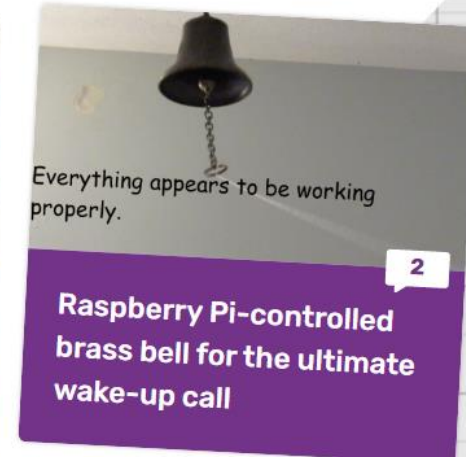 Everything appears to be working
properly.
2
Raspberry Pi-controlled
brass bell for the ultimate
wake-up call